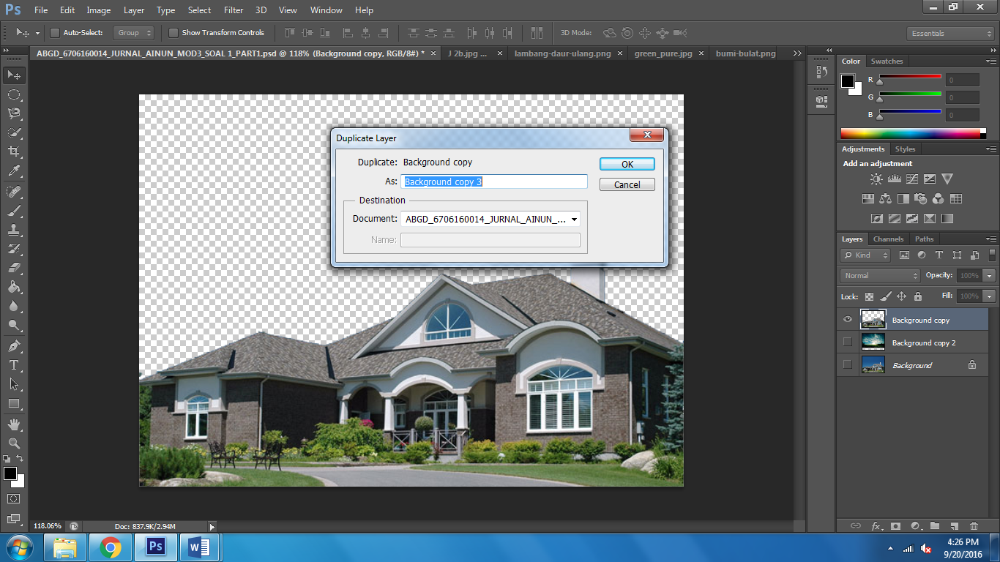 Ps File Edit Image Layer Type Select Filter 3D View Window Help
Auto-Select: Group Show Transform Controls 3D Mode: Essentials
ABGD_6706160014_JURNAL_AINUN_MOD3_SOAL 1_PART1.psd @ 118% (Background copy, RGB/8#) * × J 2b.jpg ... × lambang-daur-ulang.png × green_pure.jpg × bumi-bulat.png
Color Swatches
R 0
G 0
B 0
Adjustments Styles
Add an adjustment
Layers Channels Paths
Kind
Normal Opacity: 100%
Lock: Fill: 100%
Background copy
Background copy 2
Background
fx
Duplicate Layer
Duplicate: Background copy
OK
As: Background copy 3
Cancel
Destination
Document: ABGD_6706160014_JURNAL_AINUN_...
Name:
T
118.06% Doc: 837.9K/2.94M
Ps W
4:26 PM
9/20/2016